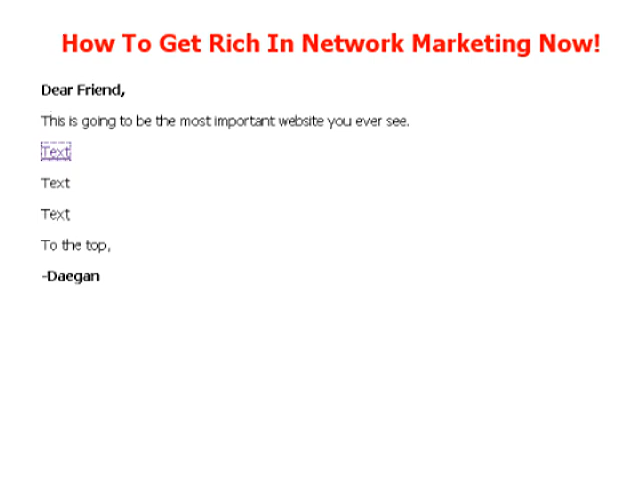 How To Get Rich In Network Marketing Now!
Dear Friend,
This is going to be the most important website you ever see.
Text
Text
Text
To the top,
-Daegan